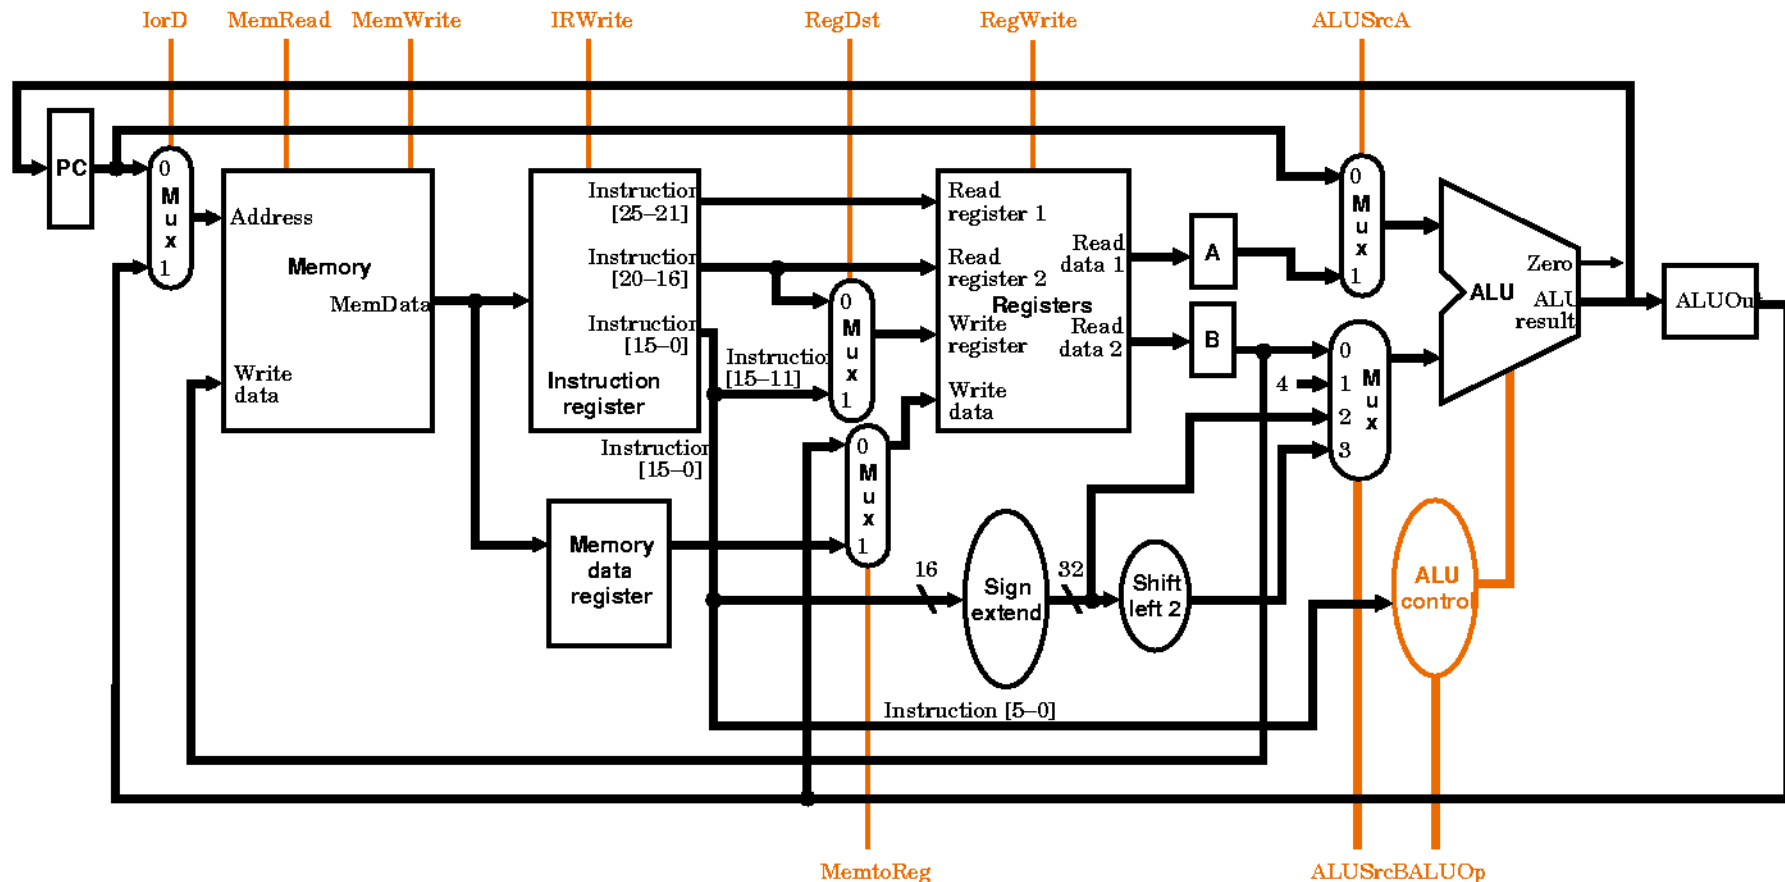 IorD MemRead MemWrite IRWrite RegDst RegWrite ALUSrcA
PC
0
M
u
x
1
Address
Memory
MemData
Write
data
Instruction
[25–21]
Instruction
[20–16]
Instruction
[15–0]
Instruction
register
Instruction
[15–11]
Instruction
[15–0]
0
M
u
x
1
0
M
u
x
1
Memory
data
register
Read
register 1
Read
register 2
Registers
Write
register
Write
data
Read
data 1
Read
data 2
A
B
4
0
M
u
x
1
0
1
2
3
M
u
x
Zero
ALU
ALU
result
ALUOut
16
Sign
extend
32
Shift
left 2
ALU
control
Instruction [5–0]
MemtoReg ALUSrcB ALUOp